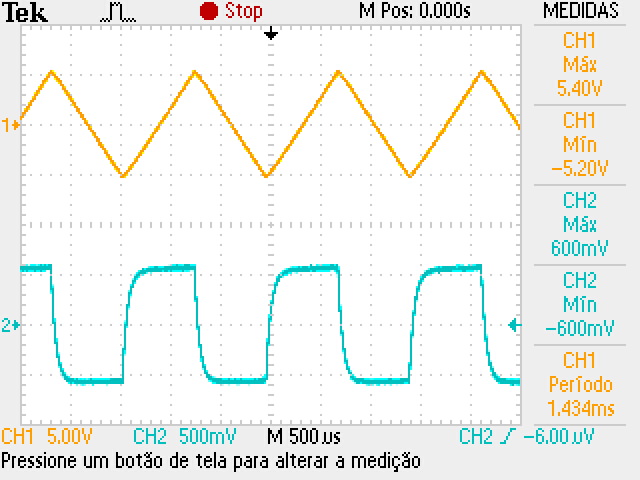 Tek Stop M Pos: 0.000s MEDIDAS
CH1
Máx
5.40V
CH1
Mín
-5.20V
CH2
Máx
600mV
CH2
Mín
-600mV
CH1
Período
1.434ms
1
2
CH1 5.00V CH2 500mV M 500µs CH2 -6.00µV
Pressione um botão de tela para alterar a medição